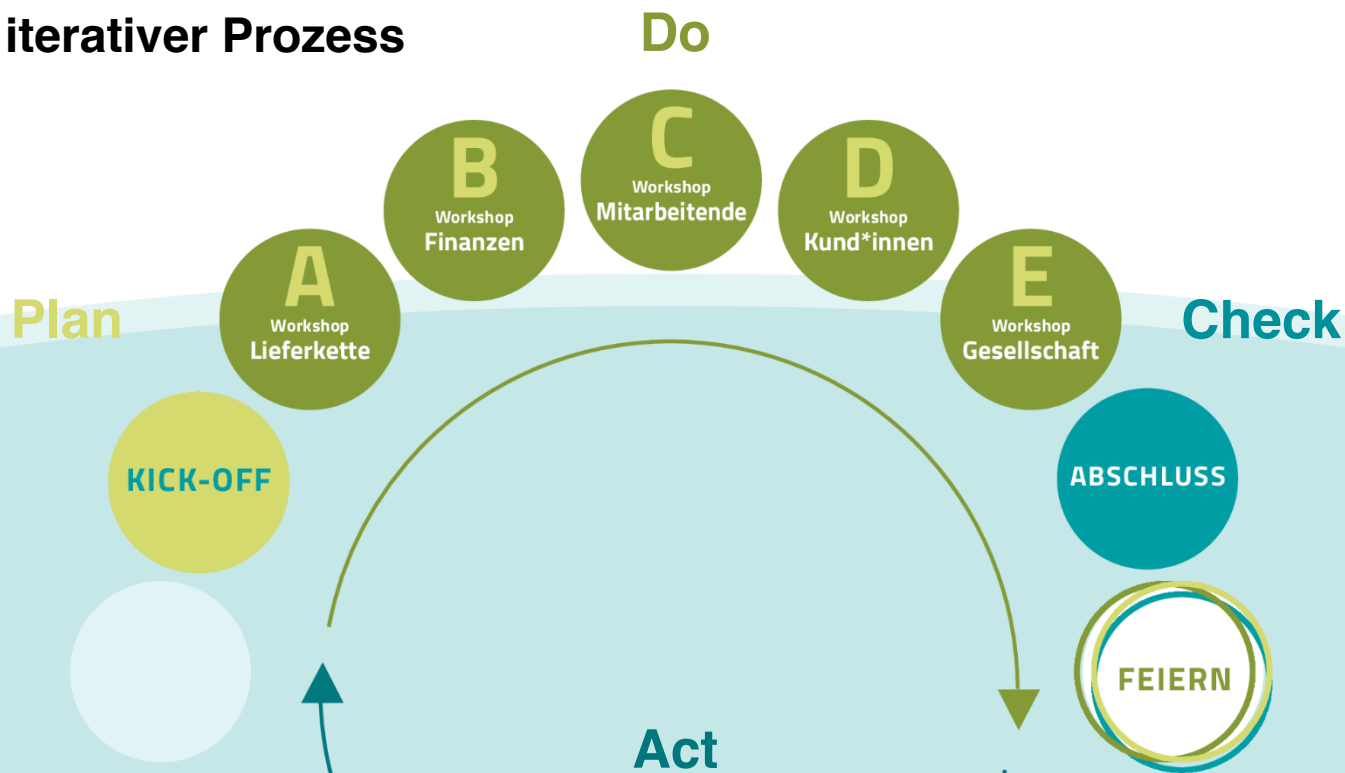 iterativer Prozess
Do
C
Workshop
Mitarbeitende
B
Workshop
Finanzen
D
Workshop
Kund*innen
A
Workshop
Lieferkette
E
Workshop
Gesellschaft
Plan
Check
KICK-OFF
ABSCHLUSS
FEIERN
Act